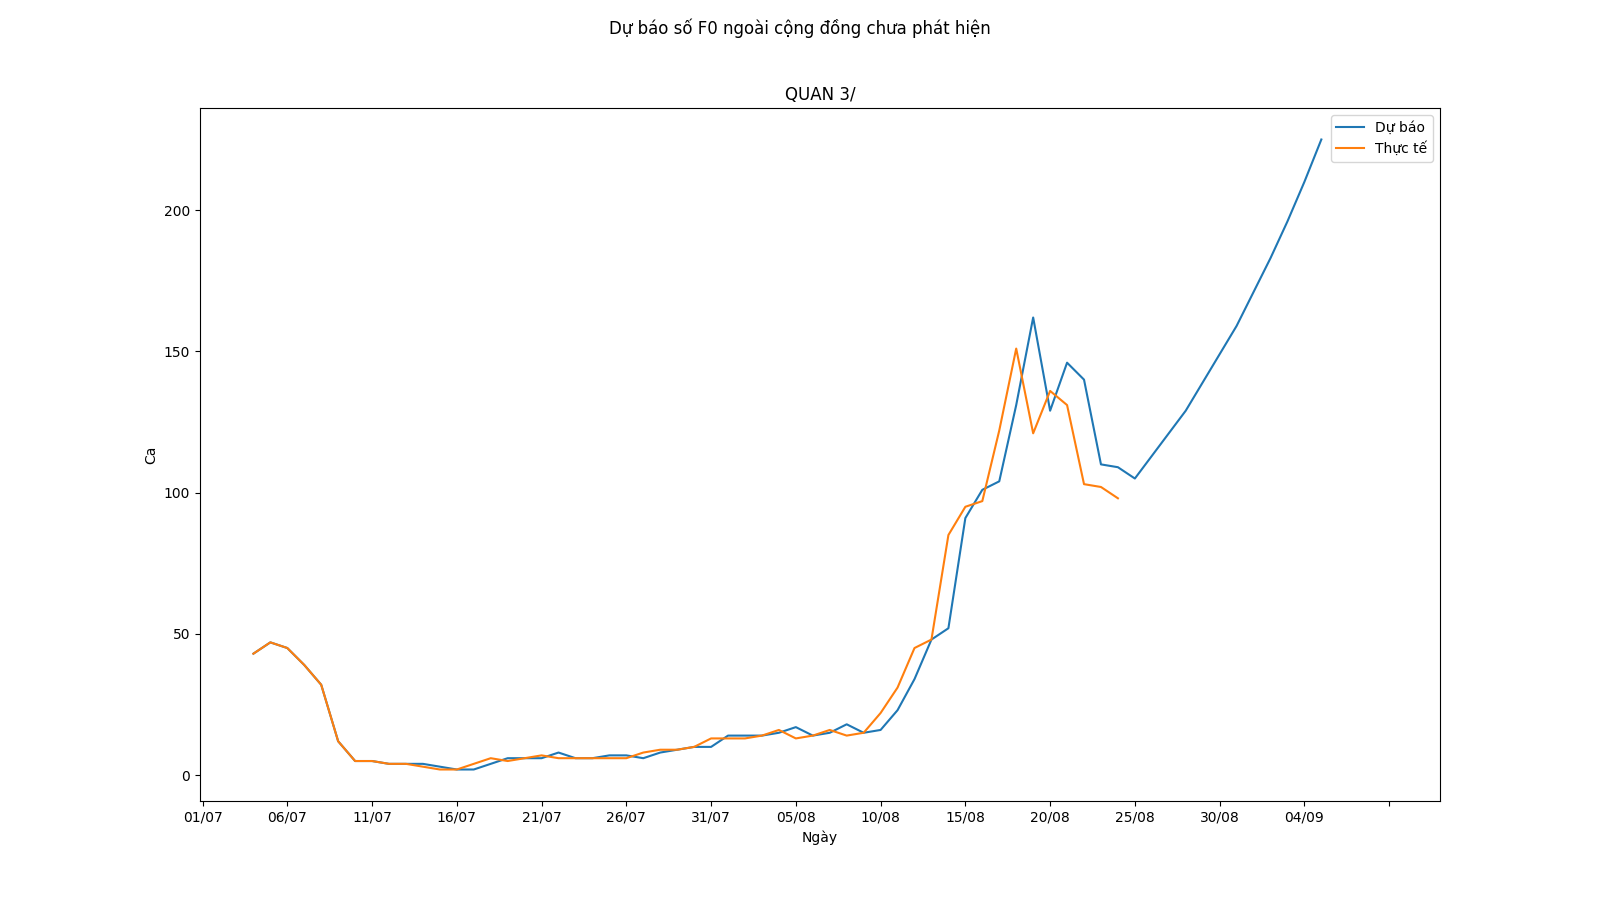 Dự báo số F0 ngoài cộng đồng chưa phát hiện
QUAN 3/
Dự báo
Thực tế
200
150
100
50
0
Ca
01/07 06/07 11/07 16/07 21/07 26/07 31/07 05/08 10/08 15/08 20/08 25/08 30/08 04/09
Ngày